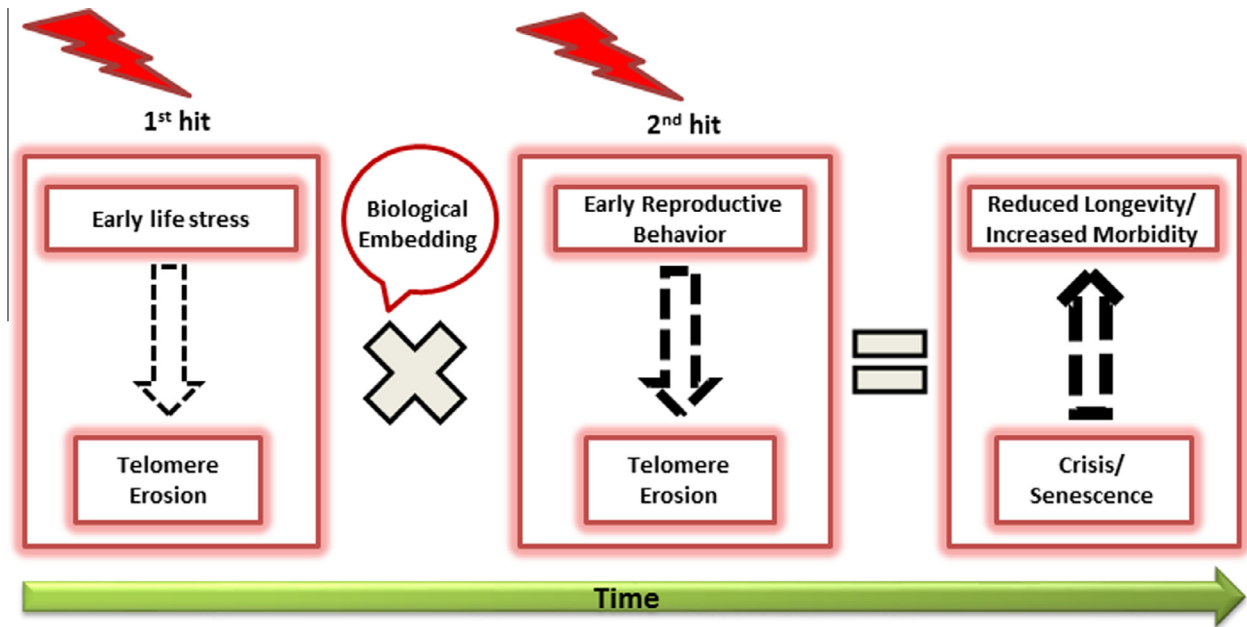 1st hit
2nd hit
Early life stress
Biological
Embedding
Early Reproductive
Behavior
Reduced Longevity/
Increased Morbidity
Telomere
Erosion
Telomere
Erosion
Crisis/
Senescence
Time